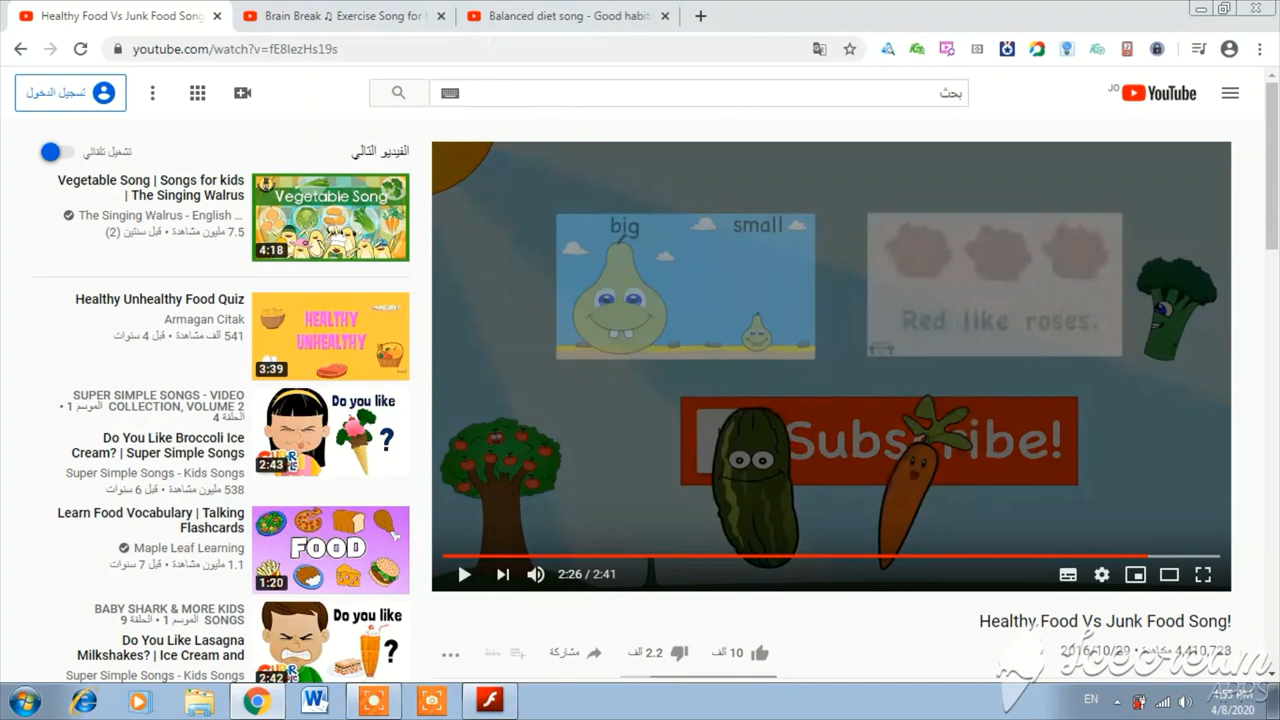 Healthy Food Vs Junk Food Song
Brain Break ♫ Exercise Song for
Balanced diet song - Good habit
youtube.com/watch?v=fE8IezHs19s
تسجيل الدخول
بحث
JO
YouTube
تشغيل تلقائي
الفيديو التالي
Vegetable Song | Songs for kids
| The Singing Walrus
The Singing Walrus - English ...
7.5 مليون مشاهدة • قبل سنتين (2)
Vegetable Song
4:18
Healthy Unhealthy Food Quiz
Armagan Citak
541 ألف مشاهدة • قبل 4 سنوات
HEALTHY
UNHEALTHY
3:39
SUPER SIMPLE SONGS - VIDEO
COLLECTION, VOLUME 2 الموسم 1 •
الحلقة 4
Do You Like Broccoli Ice
Cream? | Super Simple Songs
Super Simple Songs - Kids Songs
538 مليون مشاهدة • قبل 6 سنوات
Do you like
?
2:43
Learn Food Vocabulary | Talking
Flashcards
Maple Leaf Learning
1.1 مليون مشاهدة • قبل 7 سنوات
FOOD
1:20
BABY SHARK & MORE KIDS
SONGS الموسم 1 • الحلقة 9
Do You Like Lasagna
Milkshakes? | Ice Cream and
Super Simple Songs - Kids Songs
Do you like
?
2:42
big
small
Red like roses.
Subscribe!
2:26 / 2:41
Healthy Food Vs Junk Food Song!
4,410,723 مشاهدة • 2016/10/29
10 ألف
2.2 ألف
مشاركة
حفظ
Icecream
APPS
EN
4:55 PM
4/8/2020